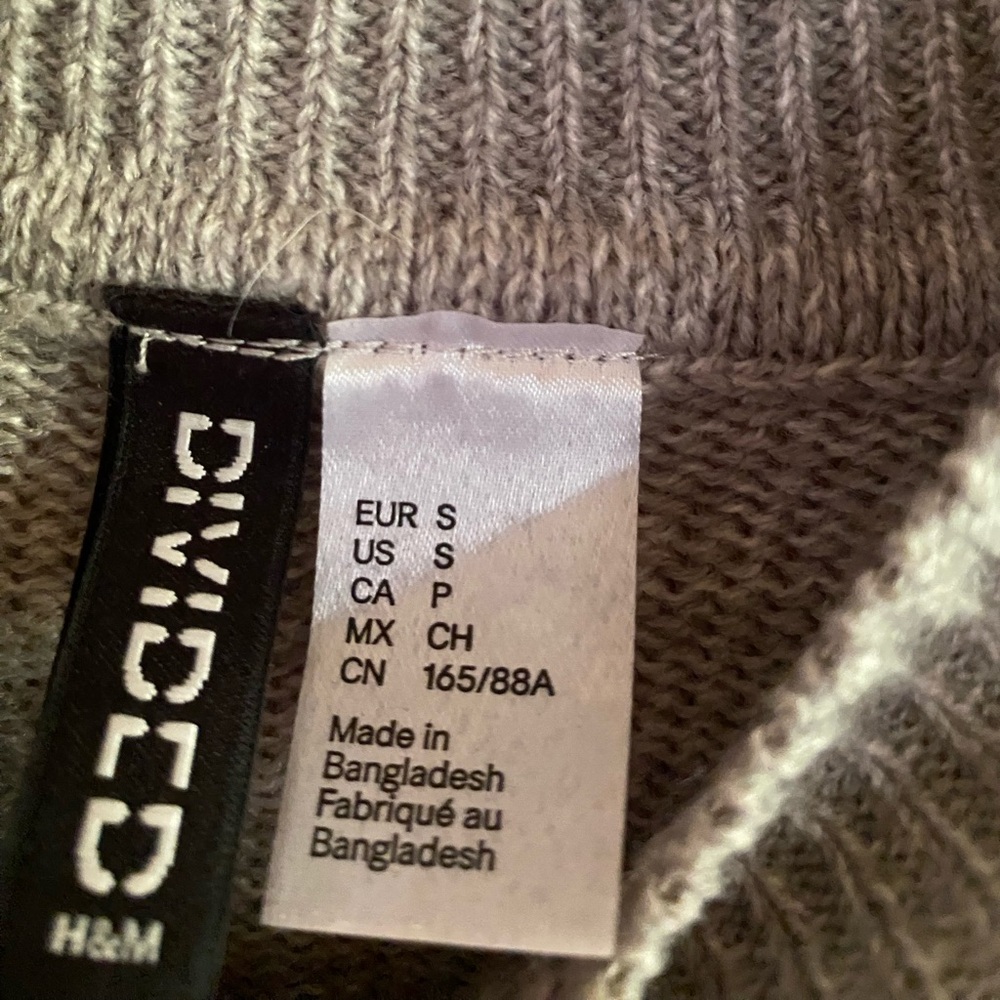 DIVIDED
H&M
EUR S
US S
CA P
MX CH
CN 165/88A
Made in
Bangladesh
Fabriqué au
Bangladesh